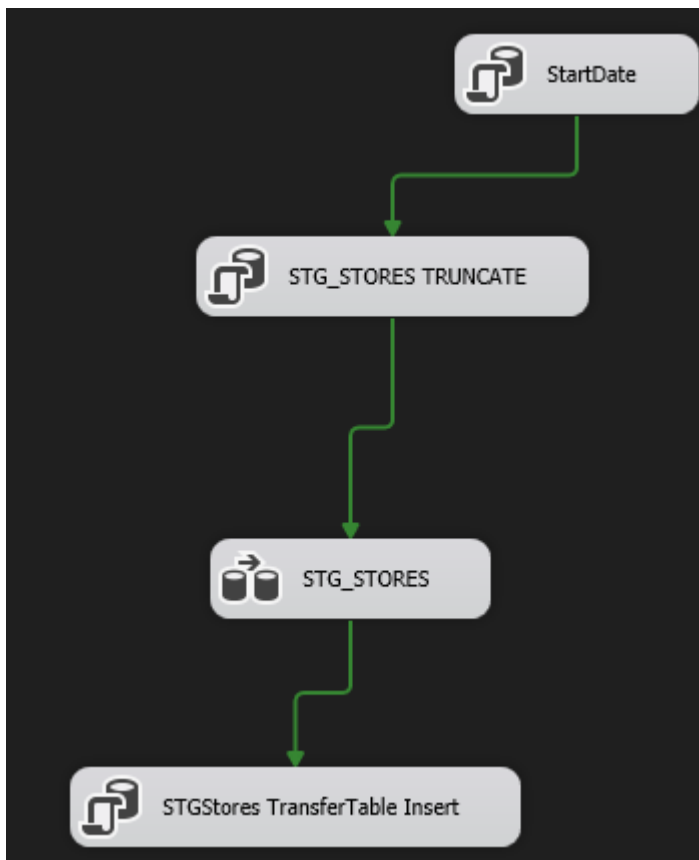 StartDate
STG_STORES TRUNCATE
STG_STORES
STGStores TransferTable Insert